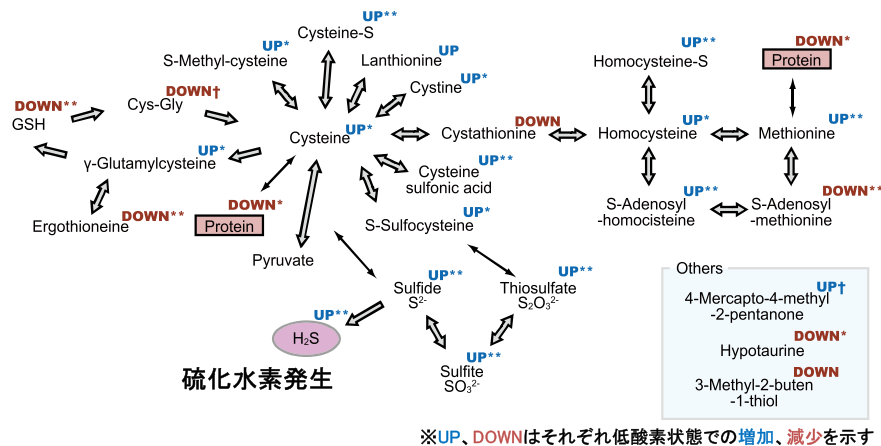 Cysteine-S UP**
S-Methyl-cysteine UP*
Lanthionine UP
Cystine UP*
Homocysteine-S UP**
Protein DOWN*
GSH DOWN**
Cys-Gly DOWN†
Cysteine UP*
Cystathionine DOWN
Homocysteine UP*
Methionine UP**
γ-Glutamylcysteine UP*
Cysteine UP**
sulfonic acid
Ergothioneine DOWN**
Protein DOWN*
S-Sulfocysteine UP*
S-Adenosyl UP**
-homocisteine
S-Adenosyl DOWN**
-methionine
Pyruvate
Sulfide UP**
S2-
Thiosulfate UP**
S2O32-
H2S UP**
Sulfite UP**
SO32-
硫化水素発生
Others
4-Mercapto-4-methyl UP†
-2-pentanone
Hypotaurine DOWN*
3-Methyl-2-buten DOWN
-1-thiol
※UP、DOWNはそれぞれ低酸素状態での増加、減少を示す